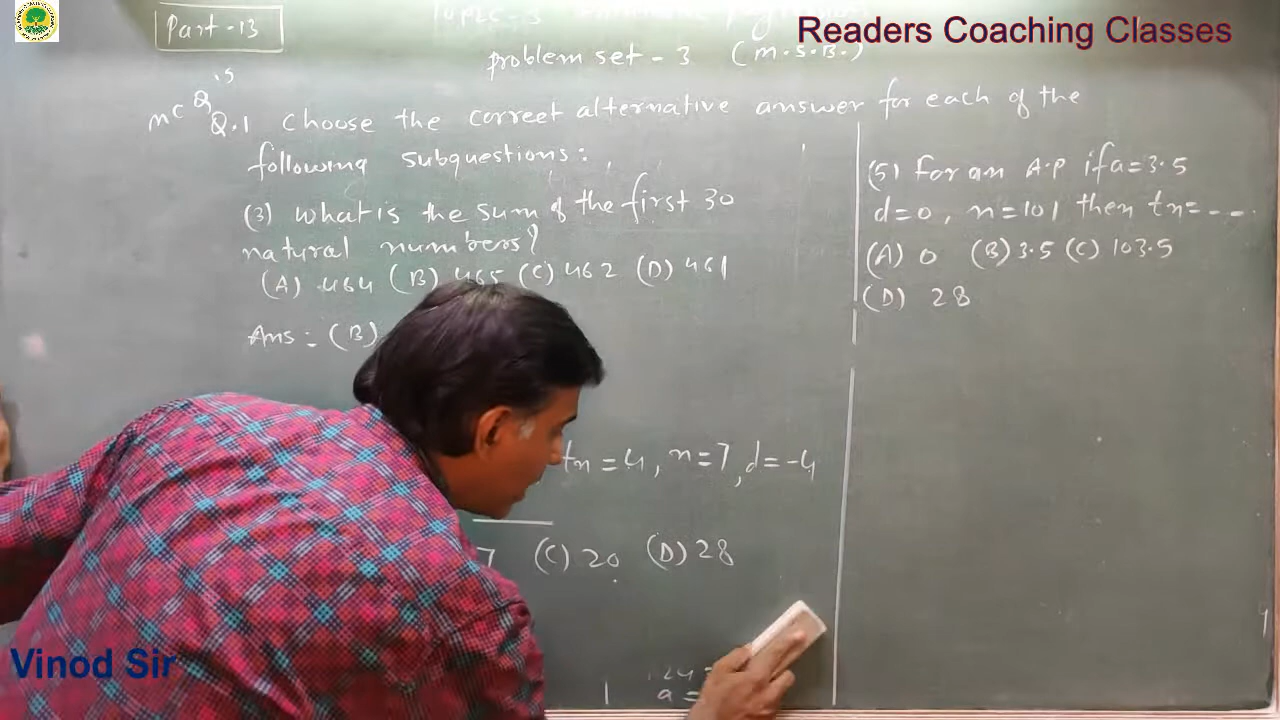 Readers Coaching Classes
Part-13
problem set - 3 (M.S.B.)
MCQ's
Q.1 Choose the correct alternative answer for each of the
following subquestions:
(3) What is the sum of the first 30
natural numbers?
(A) 464 (B) 465 (C) 462 (D) 461
Ans: (B)
tn = 4, n=7, d=-4
7 (C) 20 (D) 28
a =
(5) For an A.P if a=3.5
d=0, n=101 then tn=----
(A) 0 (B) 3.5 (C) 103.5
(D) 28
Vinod Sir